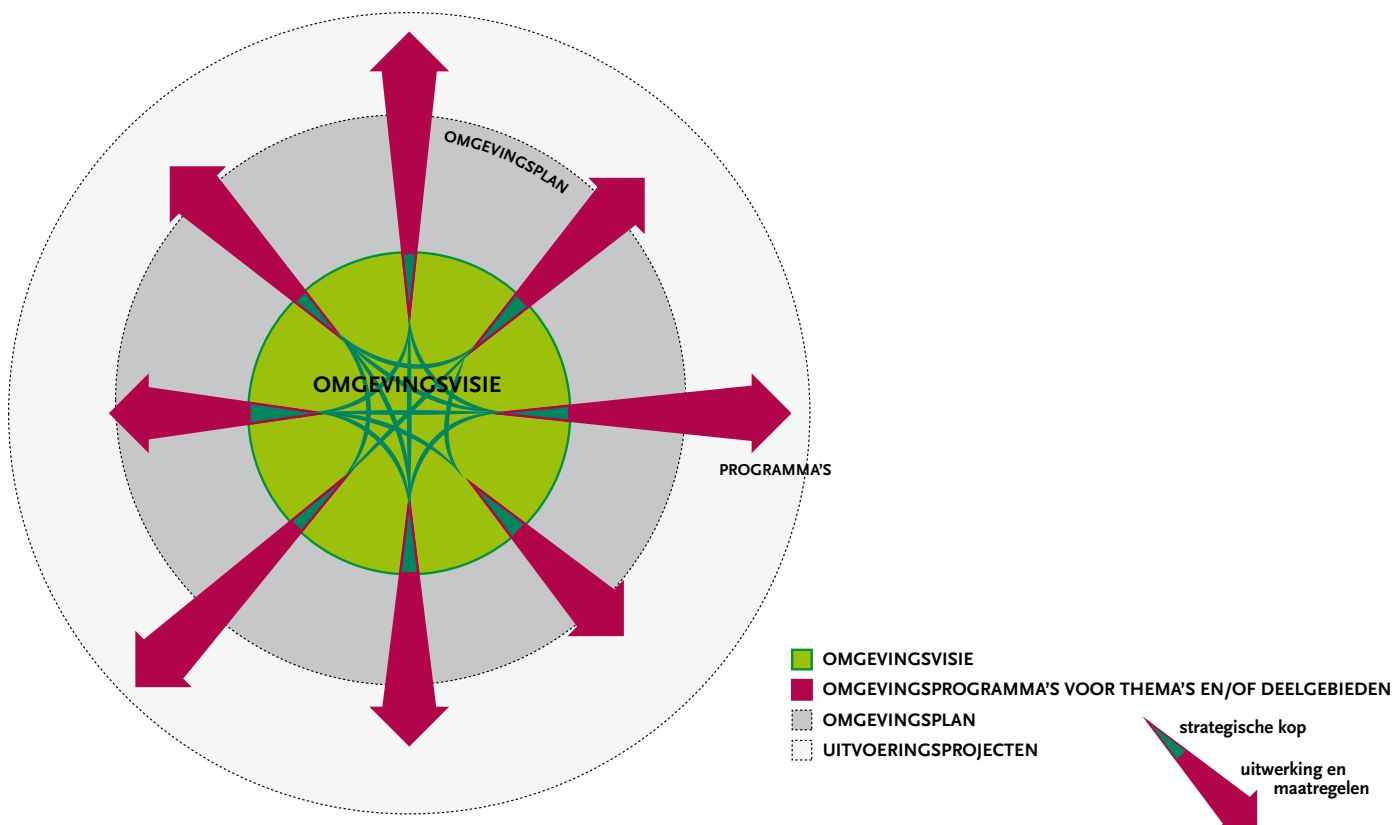 OMGEVINGSPLAN
OMGEVINGSVISIE
PROGRAMMA'S
OMGEVINGSVISIE
OMGEVINGSPROGRAMMA'S VOOR THEMA'S EN/OF DEELGEBIEDEN
OMGEVINGSPLAN
UITVOERINGSPROJECTEN
strategische kop
uitwerking en
maatregelen